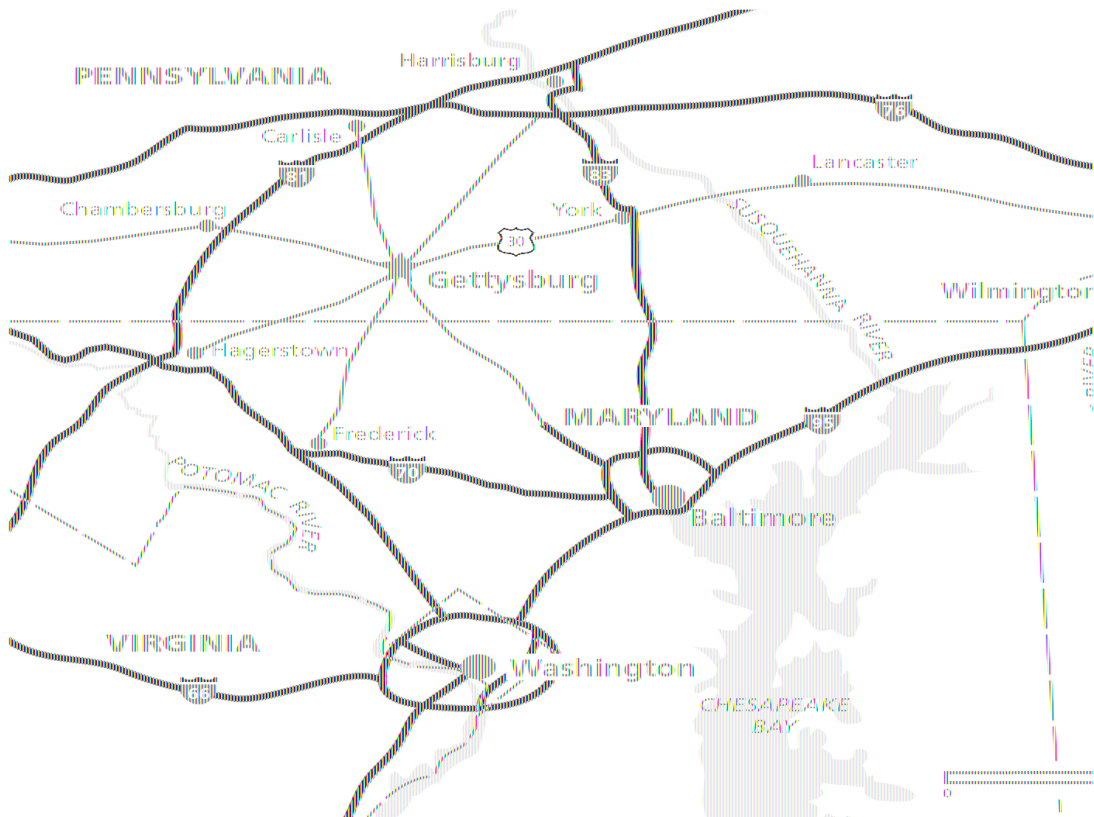 Harrisburg
PENNSYLVANIA
76
Carlisle
Lancaster
81
83
Chambersburg
York
SUSQUEHANNA RIVER
30
Gettysburg
Wilmington
Hagerstown
RIVER
MARYLAND
95
Frederick
70
POTOMAC RIVER
Baltimore
VIRGINIA
Washington
66
CHESAPEAKE
BAY
0